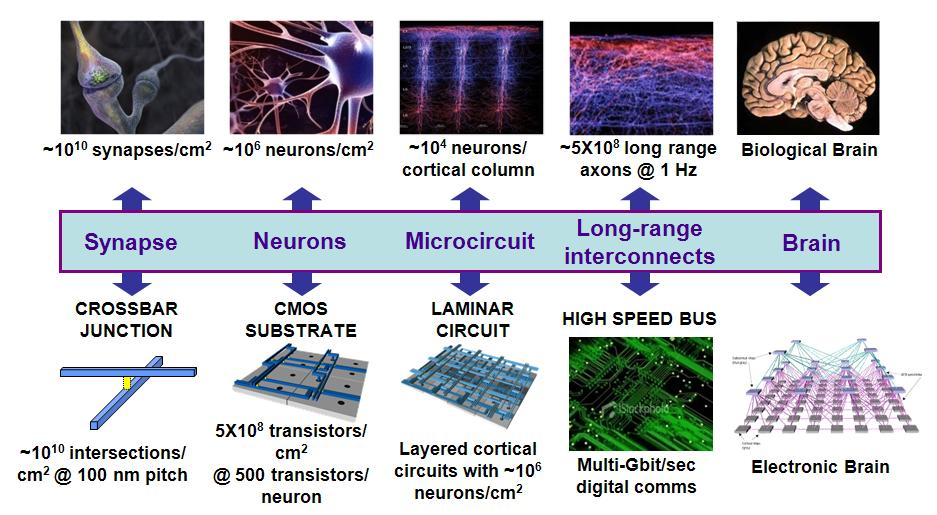 ~10¹⁰ synapses/cm²
~10⁶ neurons/cm²
~10⁴ neurons/
cortical column
~5X10⁸ long range
axons @ 1 Hz
Biological Brain
Synapse
Neurons
Microcircuit
Long-range
interconnects
Brain
CROSSBAR
JUNCTION
CMOS
SUBSTRATE
LAMINAR
CIRCUIT
HIGH SPEED BUS
iStockphoto
~10¹⁰ intersections/
cm² @ 100 nm pitch
5X10⁸ transistors/
cm²
@ 500 transistors/
neuron
Layered cortical
circuits with ~10⁶
neurons/cm²
Multi-Gbit/sec
digital comms
Electronic Brain